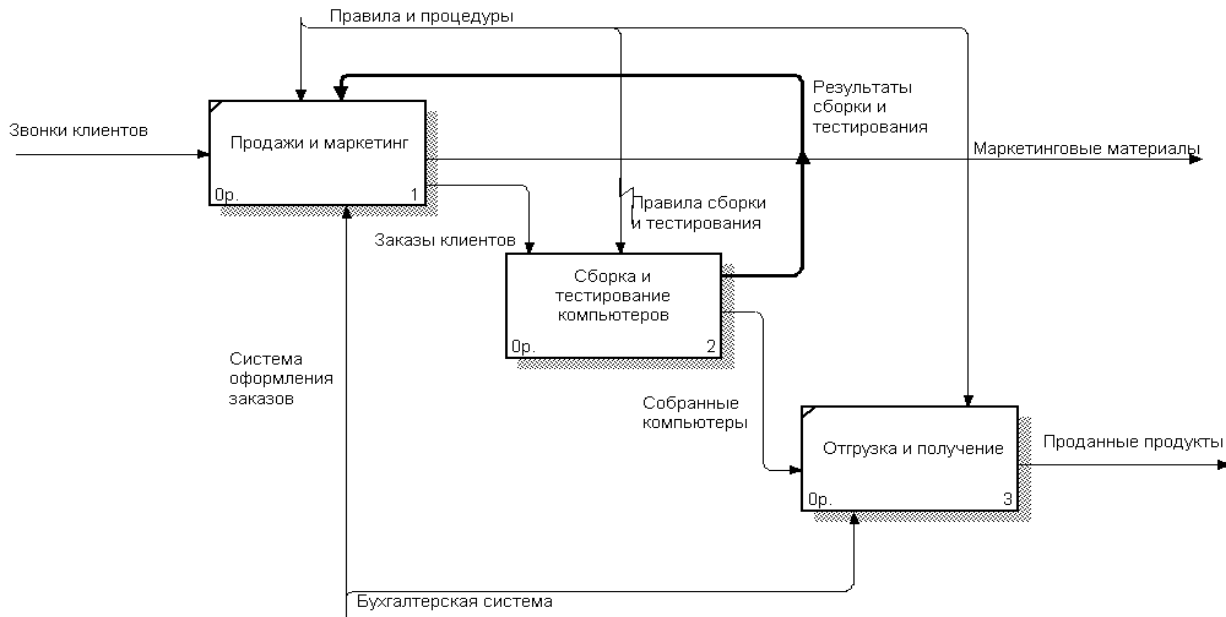 Правила и процедуры
Результаты
сборки и
тестирования
Звонки клиентов
Продажи и маркетинг
0р.
1
Маркетинговые материалы
Правила сборки
и тестирования
Заказы клиентов
Сборка и
тестирование
компьютеров
0р.
2
Система
оформления
заказов
Собранные
компьютеры
Отгрузка и получение
0р.
3
Проданные продукты
Бухгалтерская система